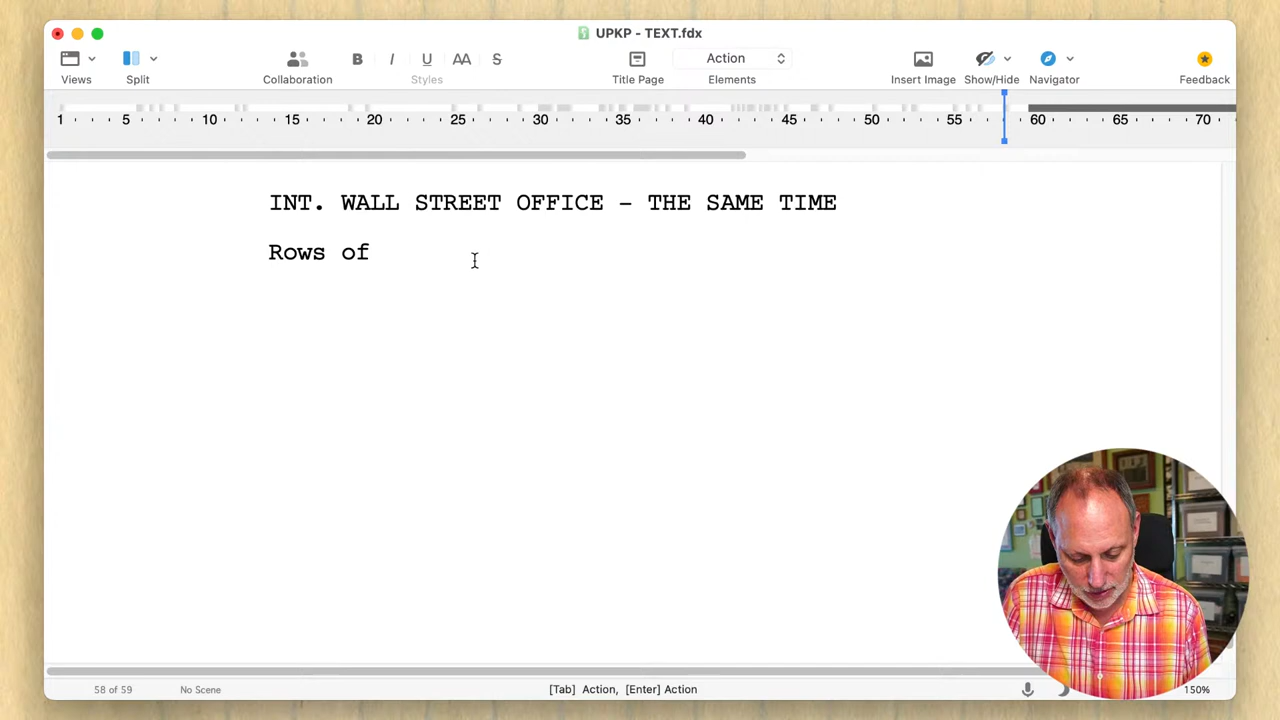 UPKP - TEXT.fdx
Action
Views
Split
Collaboration
Styles
Title Page
Elements
Insert Image
Show/Hide
Navigator
Feedback
B I U AA S
1 5 10 15 20 25 30 35 40 45 50 55 60 65 70
INT. WALL STREET OFFICE – THE SAME TIME
Rows of
58 of 59
No Scene
[Tab] Action, [Enter] Action
150%